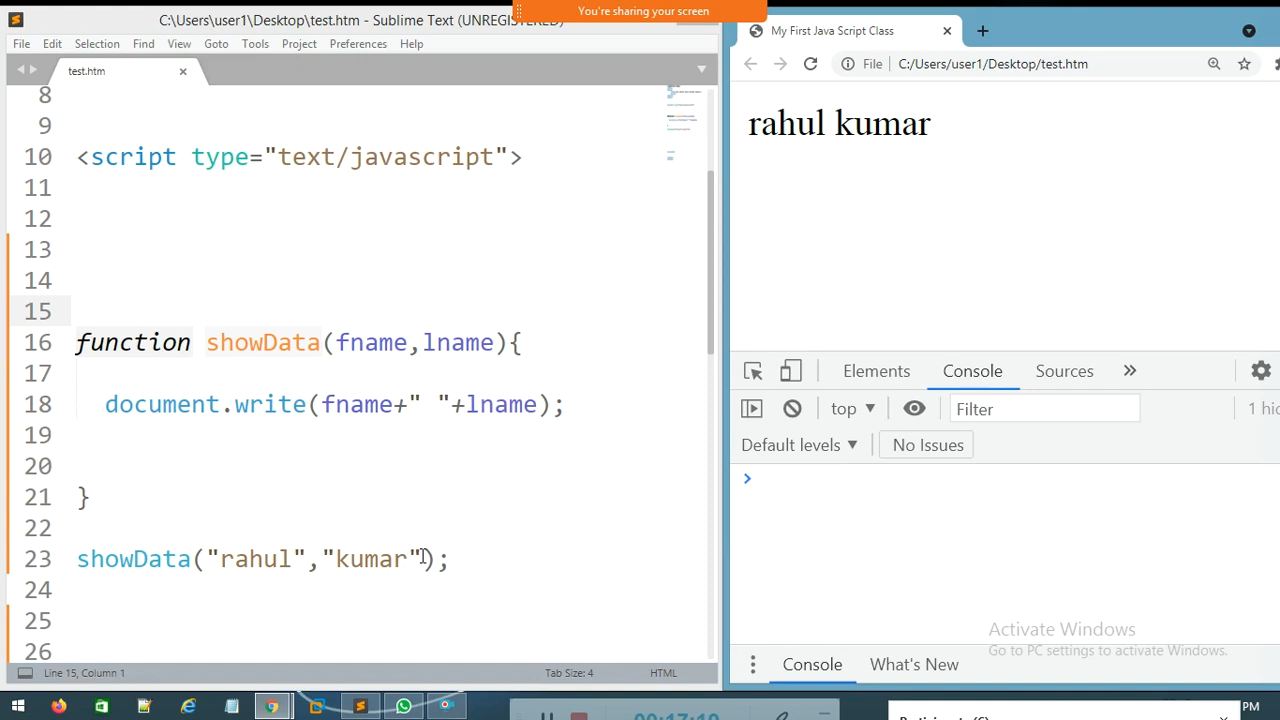 C:\Users\user1\Desktop\test.htm - Sublime Text (UNREGISTERED)
You're sharing your screen
File Edit Selection Find View Goto Tools Project Preferences Help
test.htm
8
9
10 <script type="text/javascript">
11
12
13
14
15
16 function showData(fname,lname){
17
18 document.write(fname+" "+lname);
19
20
21 }
22
23 showData("rahul","kumar");
24
25
26
Line 15, Column 1
Tab Size: 4
HTML
My First Java Script Class
File C:/Users/user1/Desktop/test.htm
rahul kumar
Elements Console Sources
top Filter
Default levels No Issues
Activate Windows
Go to PC settings to activate Windows.
Console What's New
PM